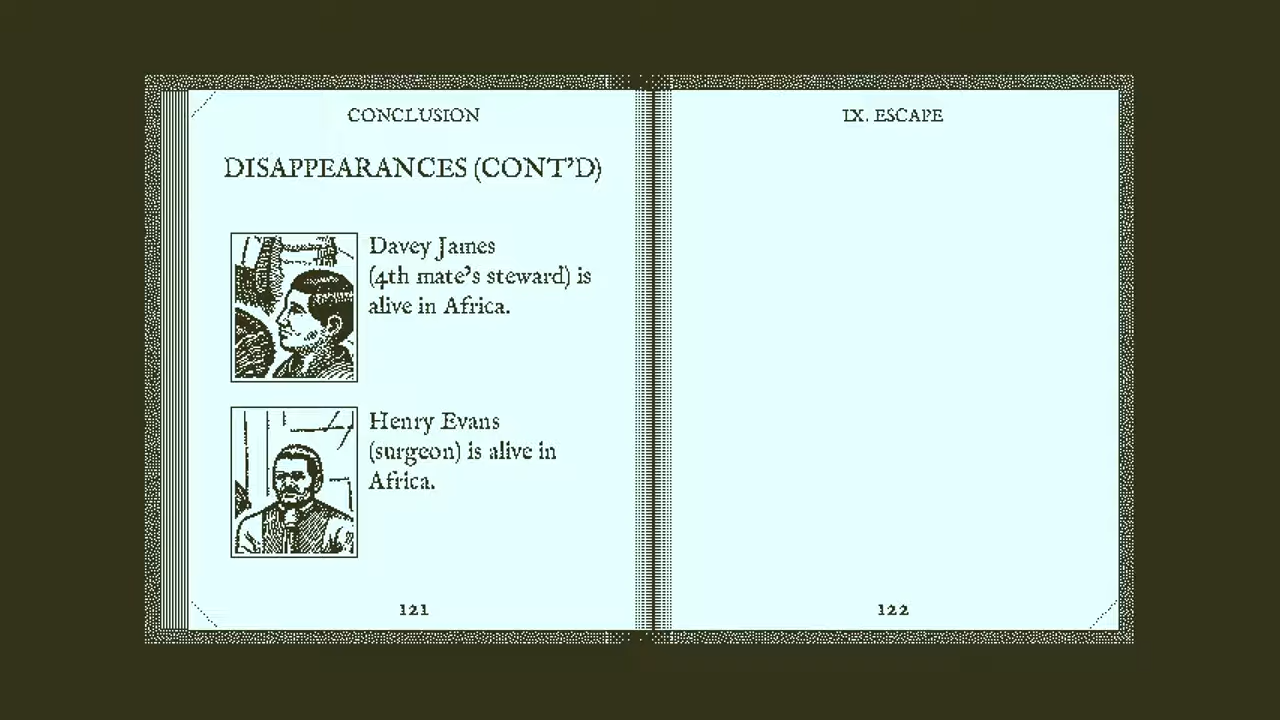 CONCLUSION
DISAPPEARANCES (CONT'D)
Davey James
(4th mate's steward) is
alive in Africa.
Henry Evans
(surgeon) is alive in
Africa.
121
IX. ESCAPE
122